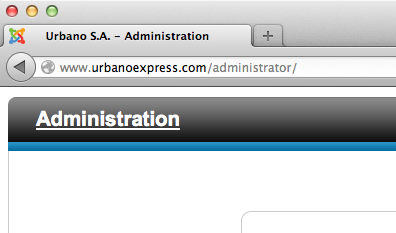 Urbano S.A. – Administration
www.urbanoexpress.com/administrator/
Administration